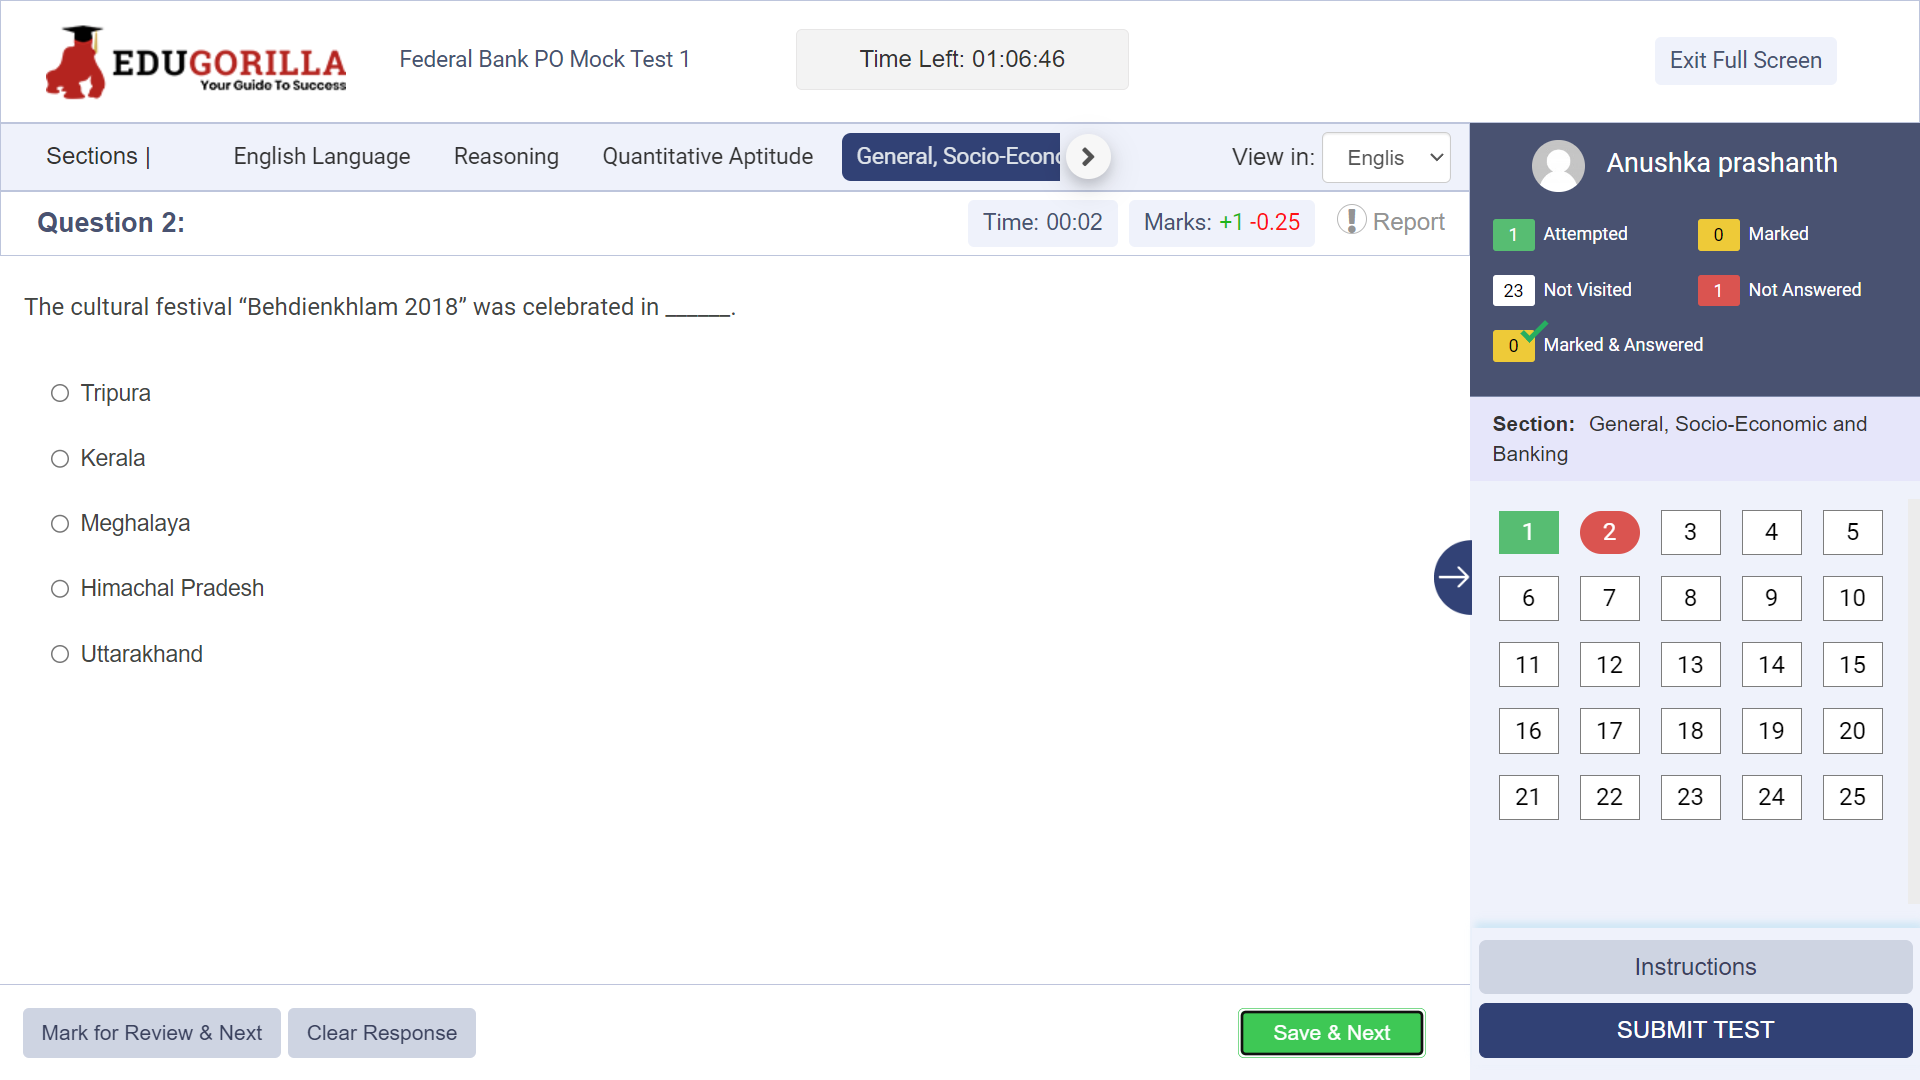 EDUGORILLA
Your Guide To Success
Federal Bank PO Mock Test 1
Time Left: 01:06:46
Exit Full Screen
Sections |
English Language
Reasoning
Quantitative Aptitude
General, Socio-Econo
View in:
Englis
Question 2:
Time: 00:02
Marks: +1 -0.25
Report
The cultural festival “Behdienkhlam 2018” was celebrated in ______.
Tripura
Kerala
Meghalaya
Himachal Pradesh
Uttarakhand
Mark for Review & Next
Clear Response
Save & Next
Anushka prashanth
1 Attempted
0 Marked
23 Not Visited
1 Not Answered
0 Marked & Answered
Section: General, Socio-Economic and
Banking
1 2 3 4 5
6 7 8 9 10
11 12 13 14 15
16 17 18 19 20
21 22 23 24 25
Instructions
SUBMIT TEST